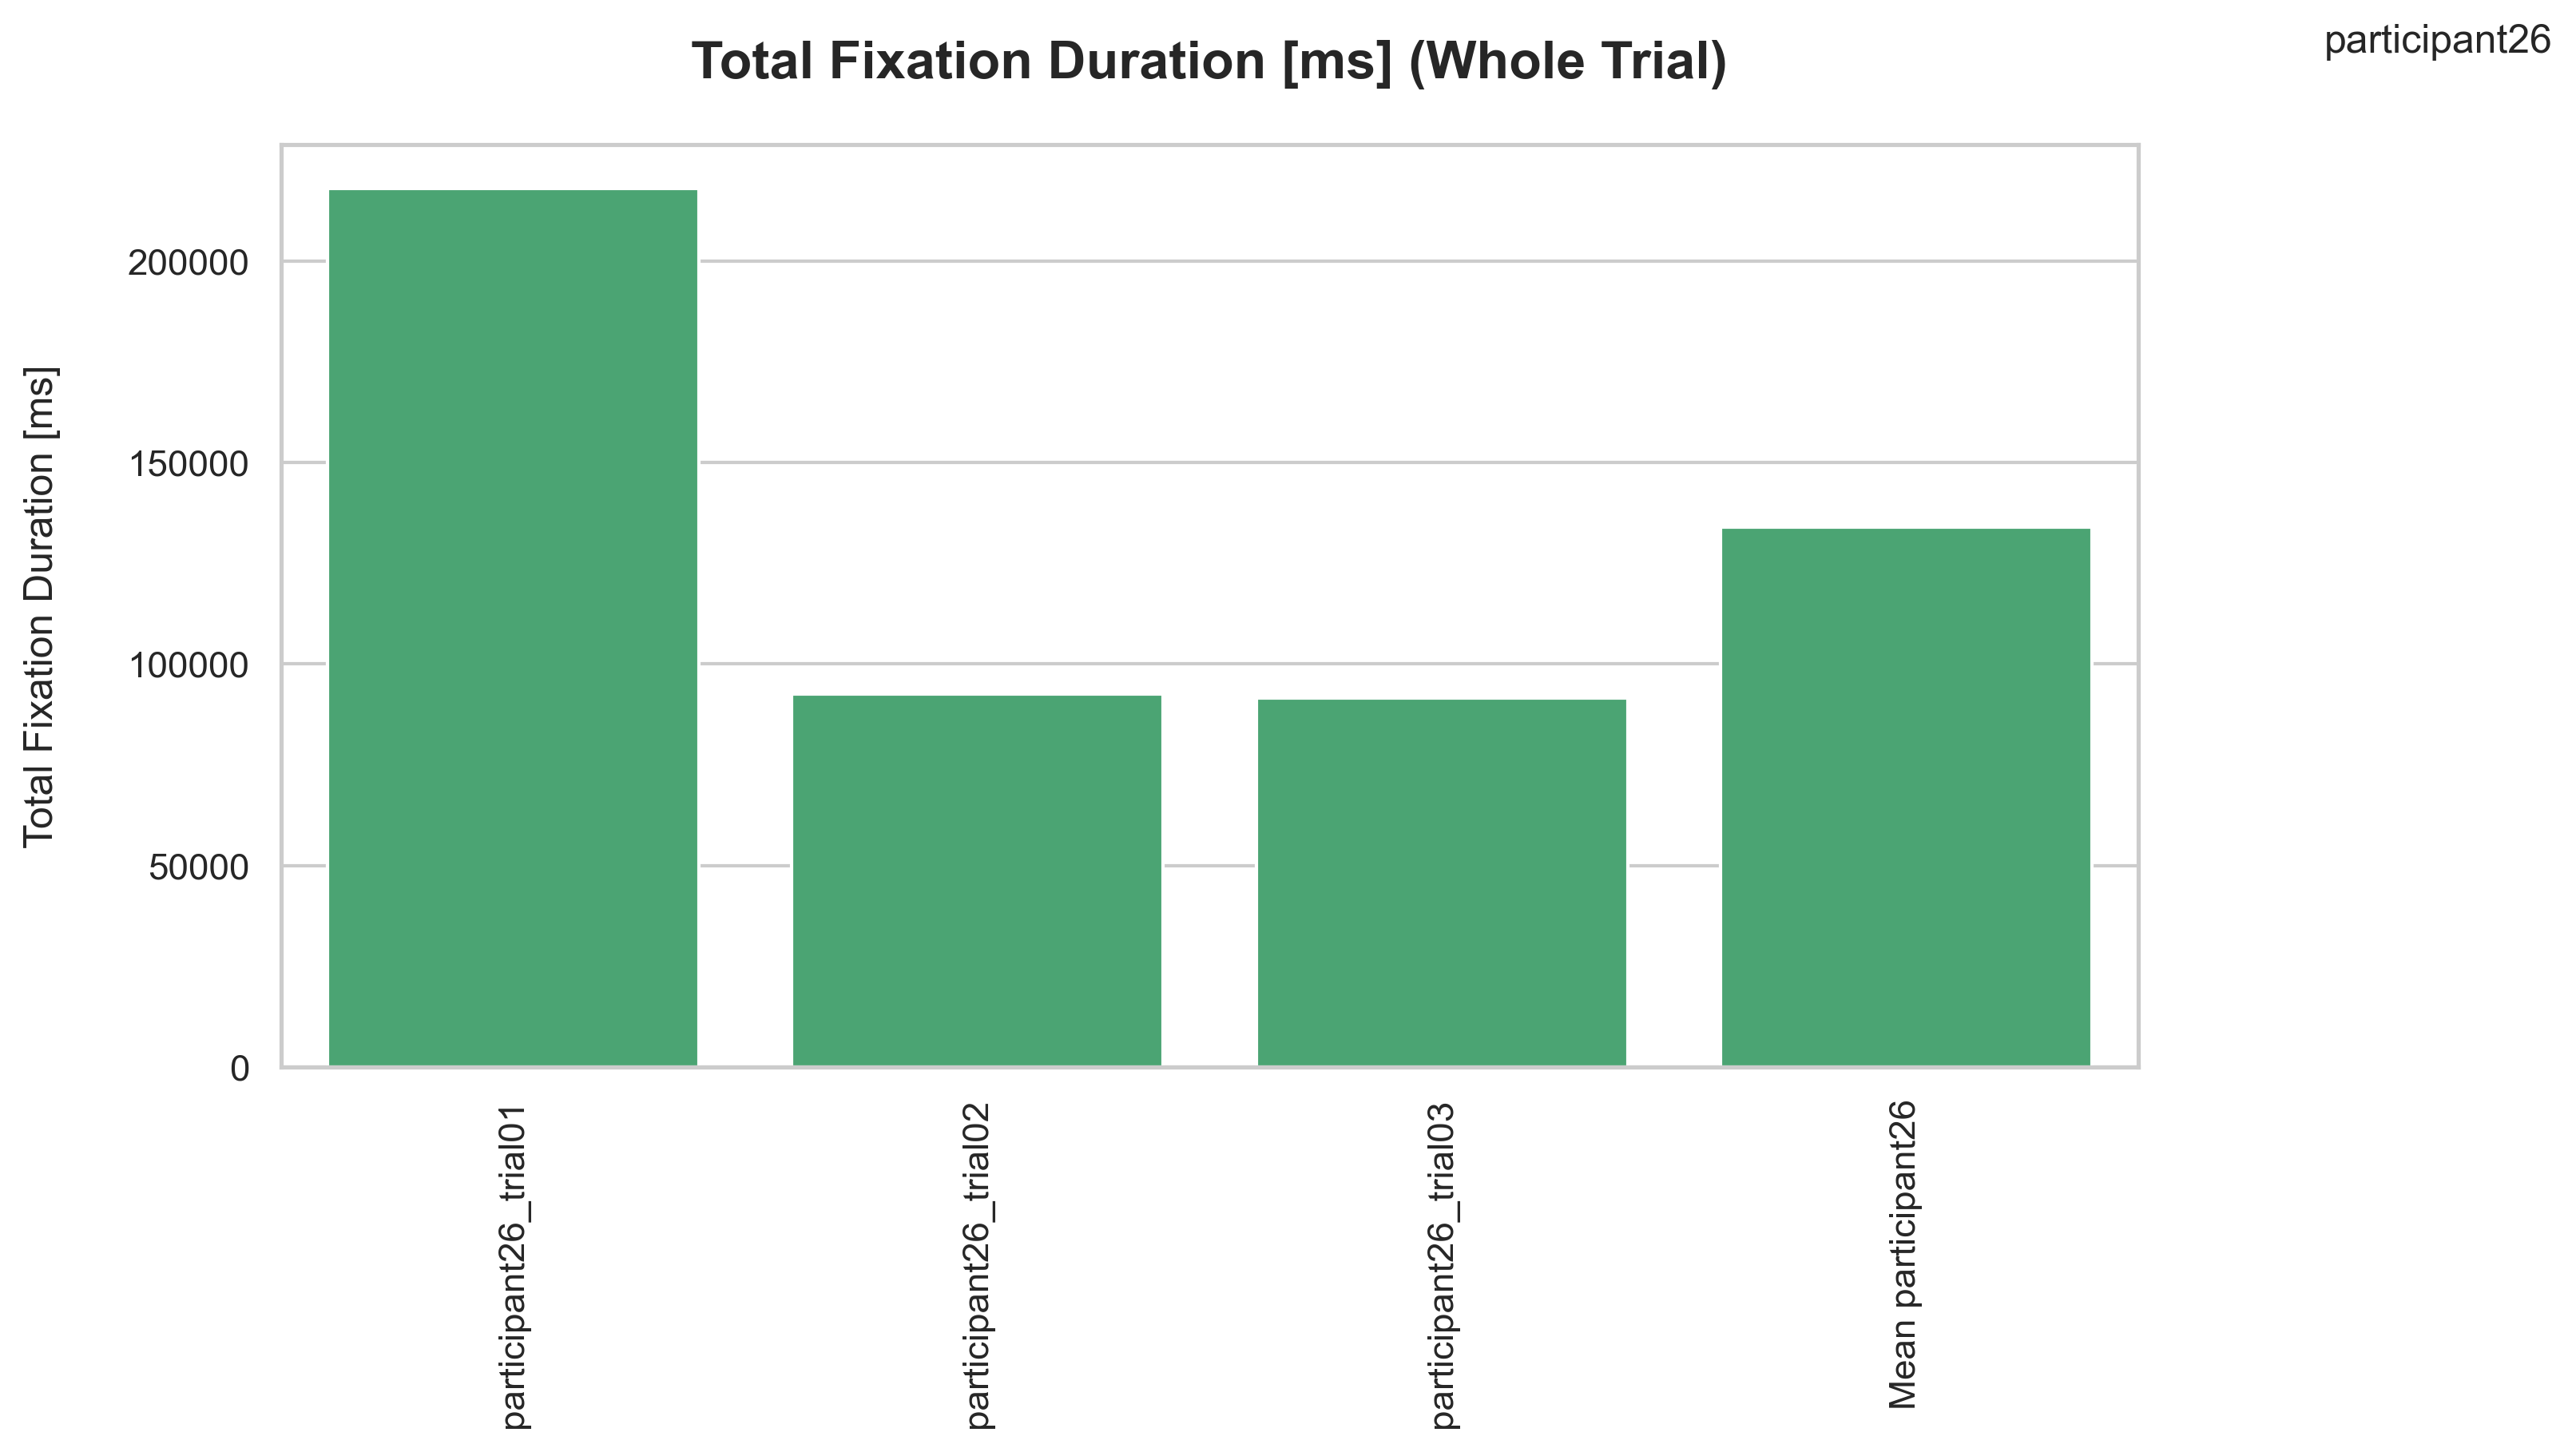 participant26
Total Fixation Duration [ms] (Whole Trial)
Total Fixation Duration [ms]
200000
150000
100000
50000
0
participant26_trial01
participant26_trial02
participant26_trial03
Mean participant26